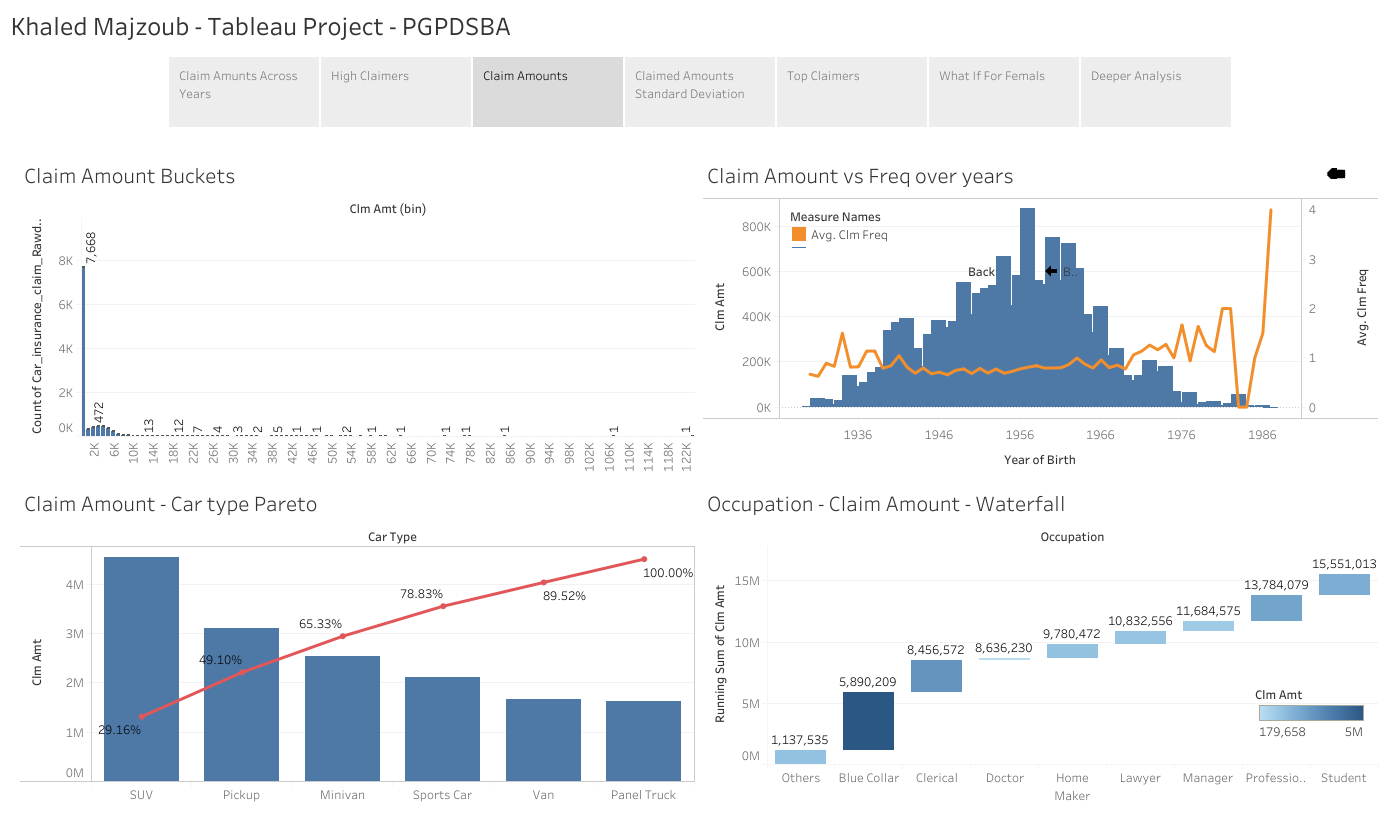 Khaled Majzoub - Tableau Project - PGPDSBA
Claim Amunts Across
Years
High Claimers
Claim Amounts
Claimed Amounts
Standard Deviation
Top Claimers
What If For Femals
Deeper Analysis
Claim Amount Buckets
Clm Amt (bin)
Count of Car_insurance_claim_Rawd..
8K
6K
4K
2K
0K
7,668
472
13
12
7
4
3
2
5
1
1
2
1
1
1
1
1
1
1
2K
6K
10K
14K
18K
22K
26K
30K
34K
38K
42K
46K
50K
54K
58K
62K
66K
70K
74K
78K
82K
86K
90K
94K
98K
102K
106K
110K
114K
118K
122K
Claim Amount vs Freq over years
Measure Names
Avg. Clm Freq
Back
B..
Clm Amt
800K
600K
400K
200K
0K
4
3
2
1
0
Avg. Clm Freq
1936
1946
1956
1966
1976
1986
Year of Birth
Claim Amount - Car type Pareto
Car Type
Clm Amt
4M
3M
2M
1M
0M
29.16%
49.10%
65.33%
78.83%
89.52%
100.00%
SUV
Pickup
Minivan
Sports Car
Van
Panel Truck
Occupation - Claim Amount - Waterfall
Occupation
Running Sum of Clm Amt
15M
10M
5M
0M
1,137,535
5,890,209
8,456,572
8,636,230
9,780,472
10,832,556
11,684,575
13,784,079
15,551,013
Clm Amt
179,658
5M
Others
Blue Collar
Clerical
Doctor
Home
Maker
Lawyer
Manager
Professio..
Student